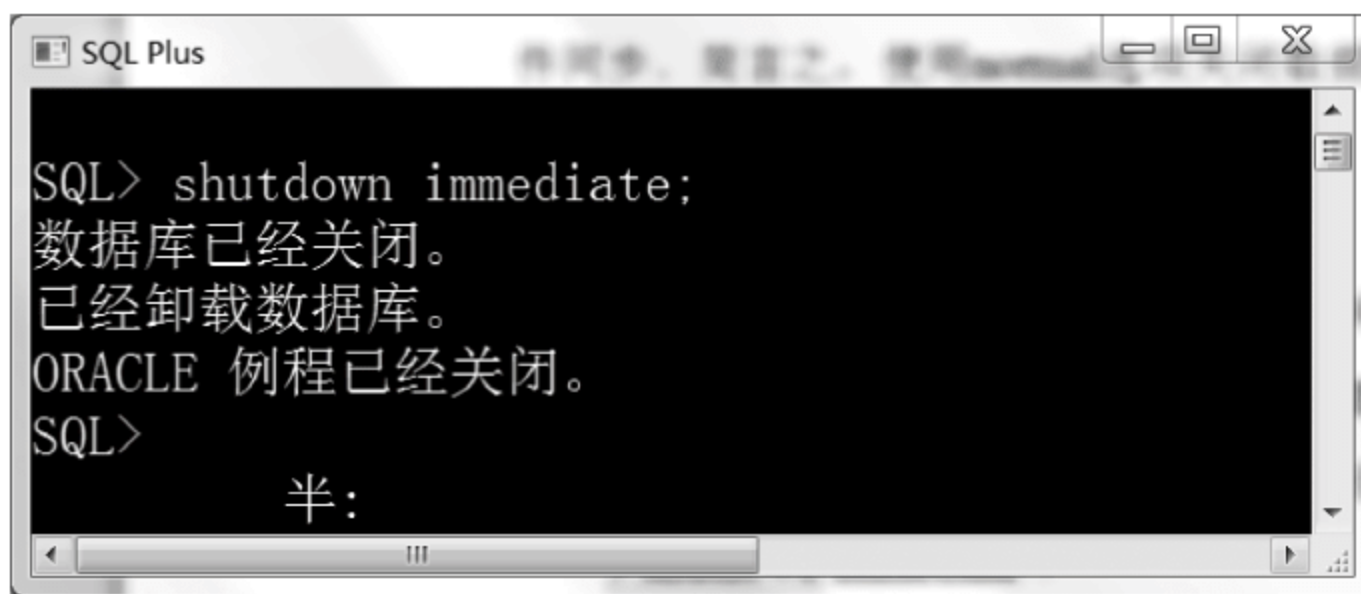 SQL Plus
SQL> shutdown immediate;
数据库已经关闭。
已经卸载数据库。
ORACLE 例程已经关闭。
SQL>
半: